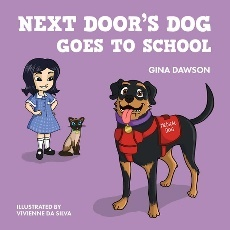 NEXT DOOR'S DOG
GOES TO SCHOOL
GINA DAWSON
ILLUSTRATED BY
VIVIENNE DA SILVA